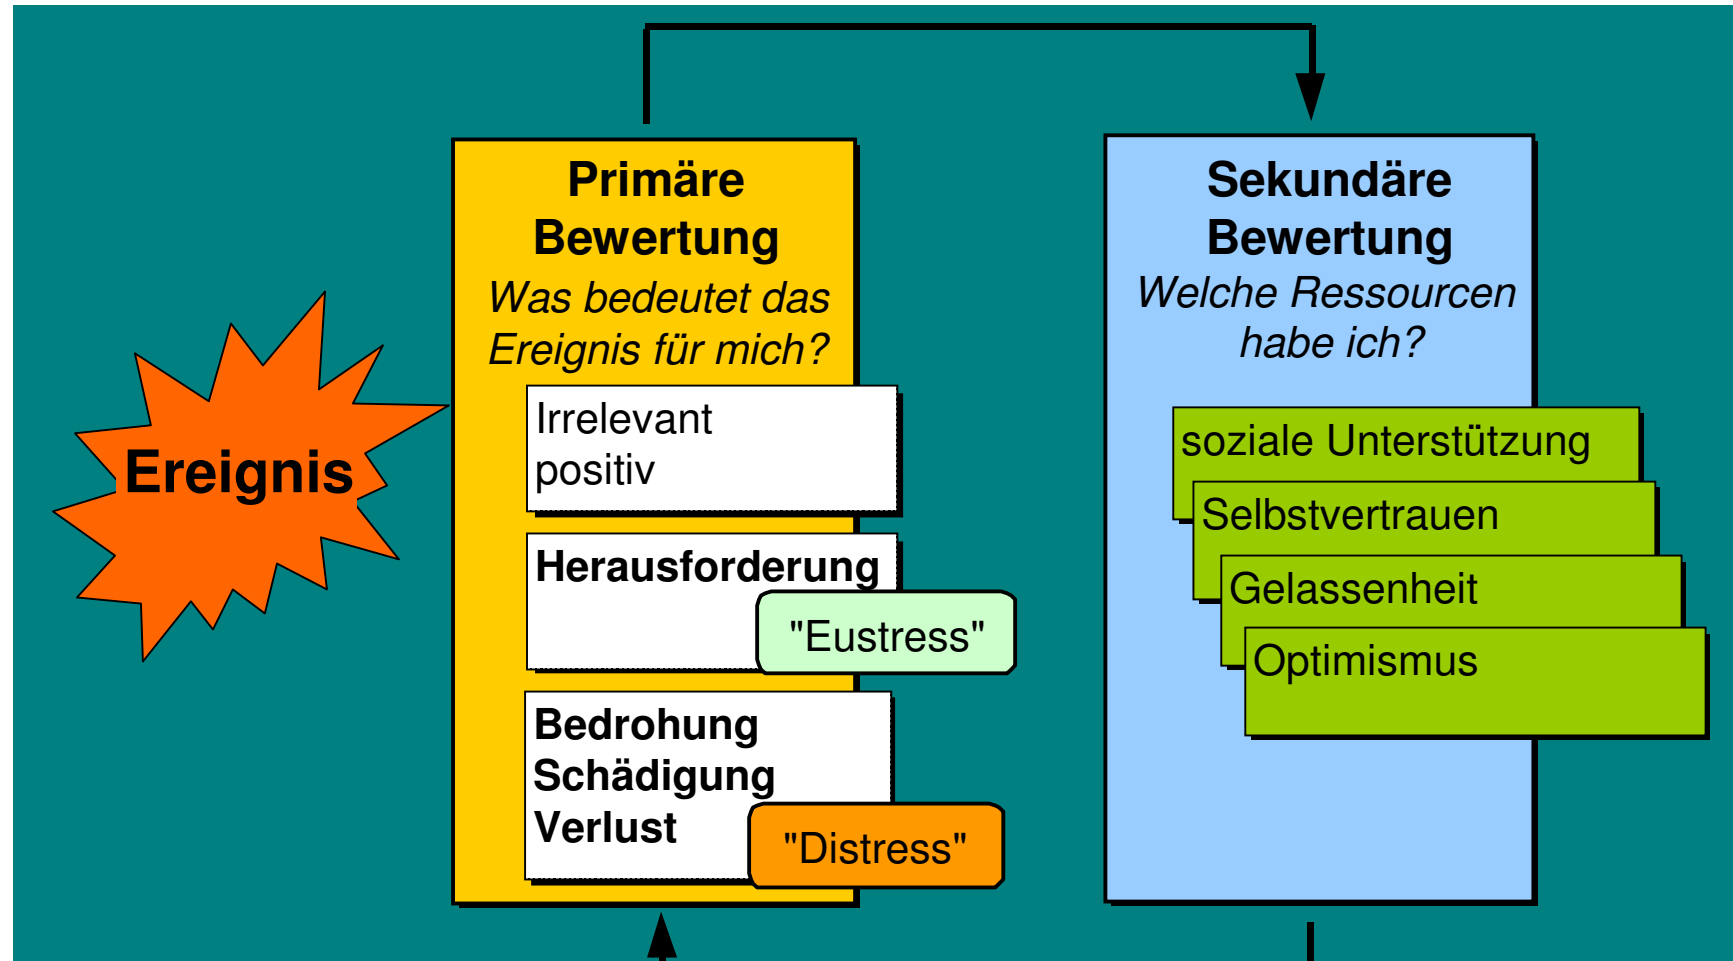 Ereignis
Primäre
Bewertung
Was bedeutet das
Ereignis für mich?
Irrelevant
positiv
Herausforderung
"Eustress"
Bedrohung
Schädigung
Verlust
"Distress"
Sekundäre
Bewertung
Welche Ressourcen
habe ich?
soziale Unterstützung
Selbstvertrauen
Gelassenheit
Optimismus